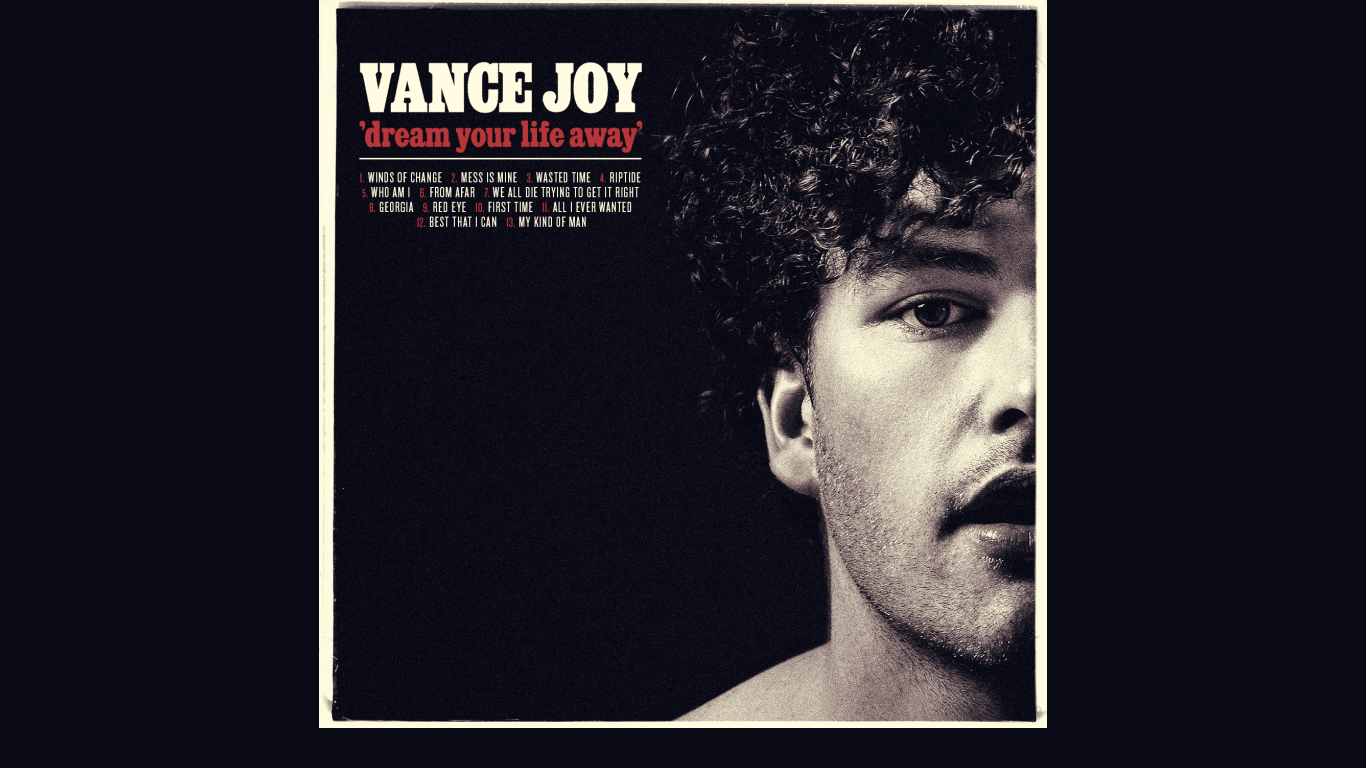 VANCE JOY
'dream your life away'
1. WINDS OF CHANGE 2. MESS IS MINE 3. WASTED TIME 4. RIPTIDE
5. WHO AM I 6. FROM AFAR 7. WE ALL DIE TRYING TO GET IT RIGHT
8. GEORGIA 9. RED EYE 10. FIRST TIME 11. ALL I EVER WANTED
12. BEST THAT I CAN 13. MY KIND OF MAN